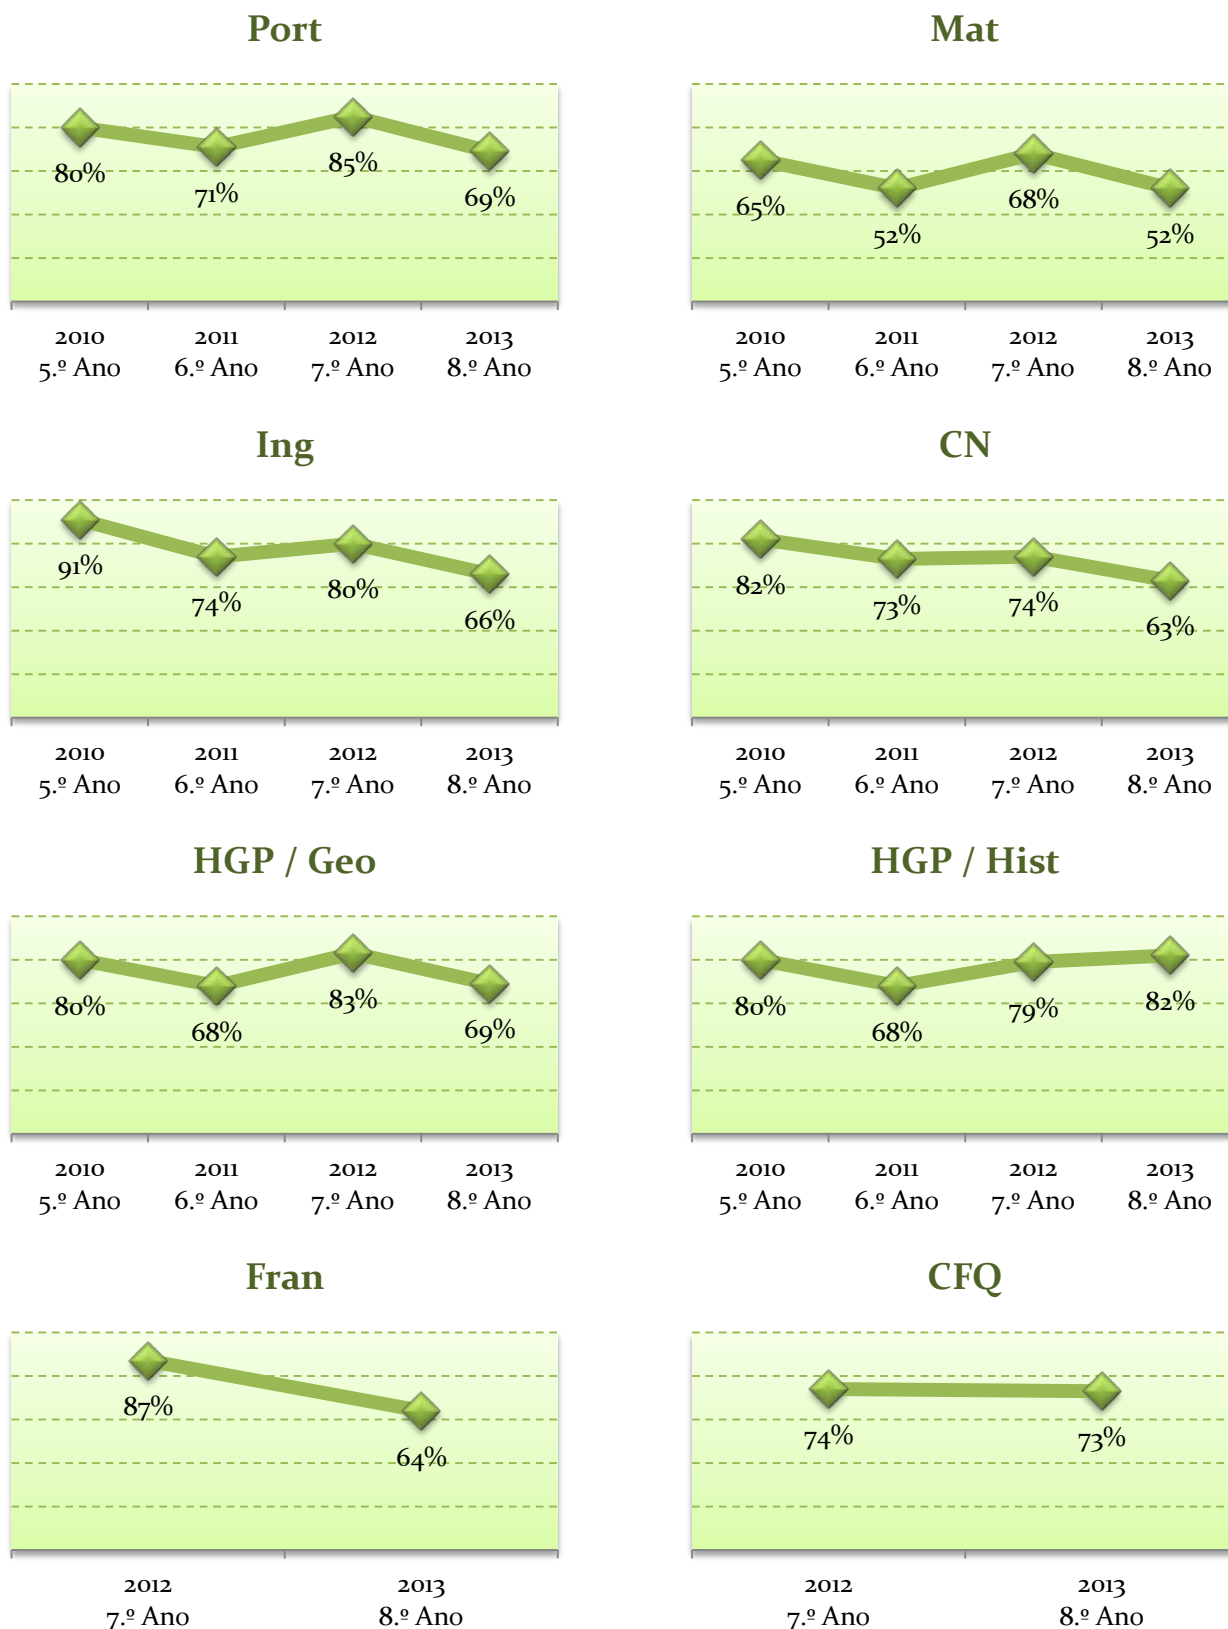 Port
80%
71%
85%
69%
2010 2011 2012 2013
5.º Ano 6.º Ano 7.º Ano 8.º Ano
Mat
65%
52%
68%
52%
2010 2011 2012 2013
5.º Ano 6.º Ano 7.º Ano 8.º Ano
Ing
91%
74%
80%
66%
2010 2011 2012 2013
5.º Ano 6.º Ano 7.º Ano 8.º Ano
CN
82%
73%
74%
63%
2010 2011 2012 2013
5.º Ano 6.º Ano 7.º Ano 8.º Ano
HGP / Geo
80%
68%
83%
69%
2010 2011 2012 2013
5.º Ano 6.º Ano 7.º Ano 8.º Ano
HGP / Hist
80%
68%
79%
82%
2010 2011 2012 2013
5.º Ano 6.º Ano 7.º Ano 8.º Ano
Fran
87%
64%
2012 2013
7.º Ano 8.º Ano
CFQ
74%
73%
2012 2013
7.º Ano 8.º Ano